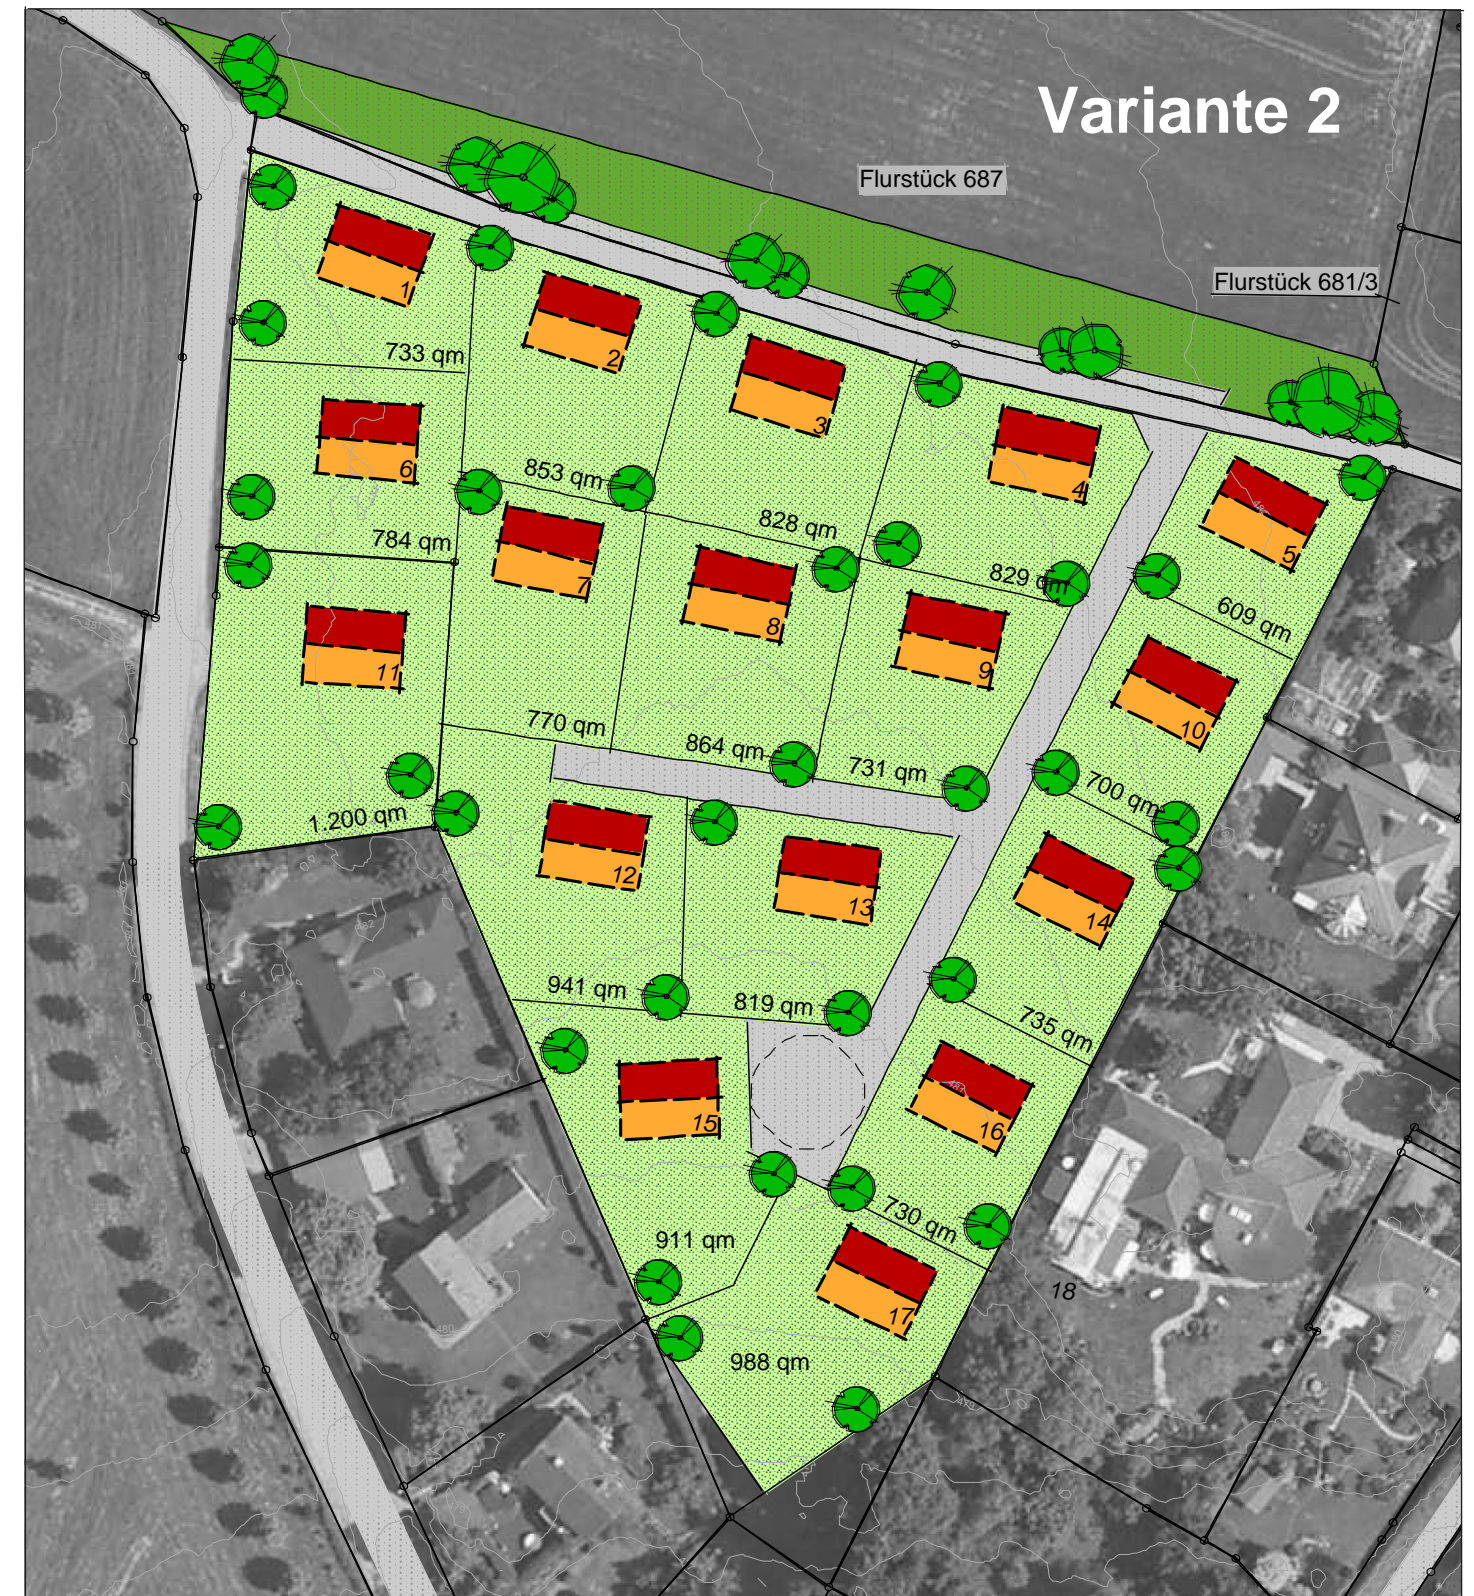 Variante 2
Flurstück 687
Flurstück 681/3
1
2
733 qm
3
4
5
6
853 qm
784 qm
7
828 qm
829 qm
8
9
609 qm
10
11
770 qm
864 qm
731 qm
700 qm
1.200 qm
12
13
14
941 qm
819 qm
735 qm
15
16
911 qm
730 qm
18
17
988 qm